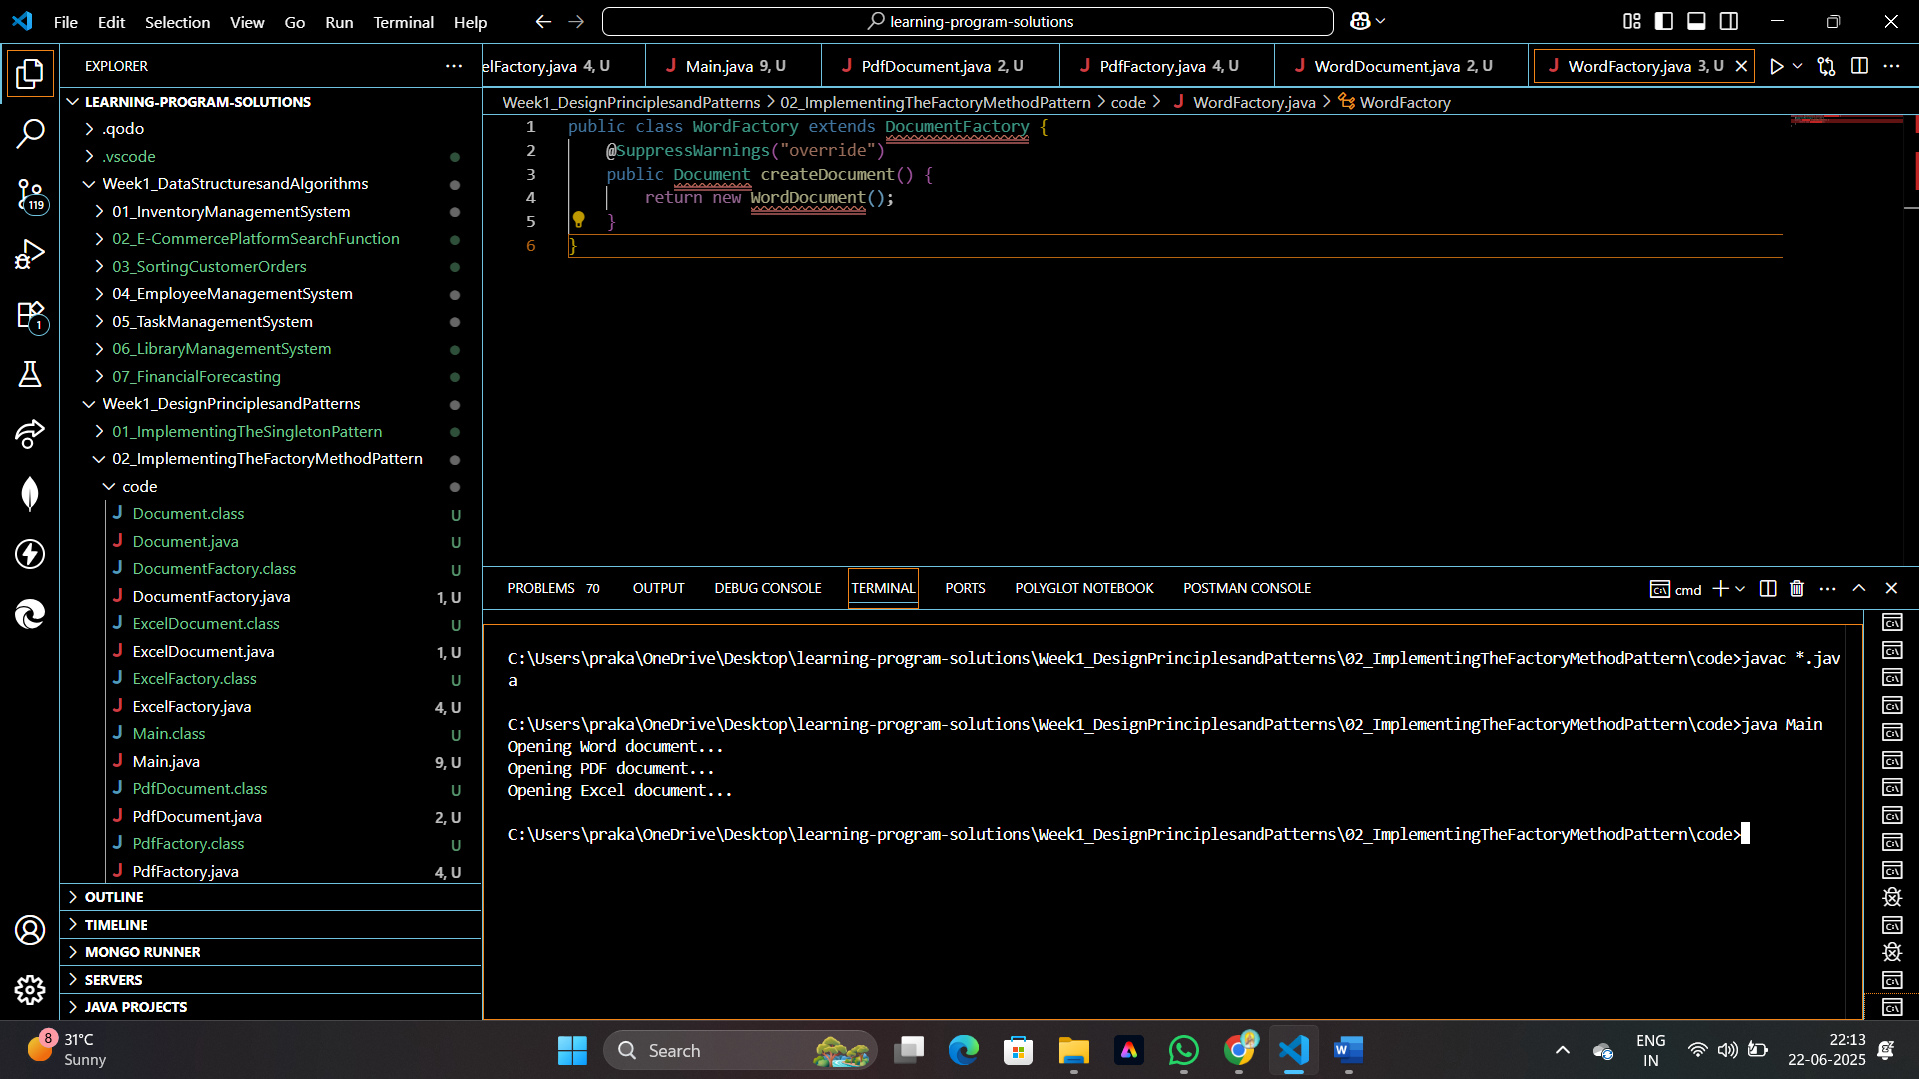 File Edit Selection View Go Run Terminal Help
learning-program-solutions
EXPLORER
LEARNING-PROGRAM-SOLUTIONS
.qodo
.vscode
Week1_DataStructuresandAlgorithms
01_InventoryManagementSystem
02_E-CommercePlatformSearchFunction
03_SortingCustomerOrders
04_EmployeeManagementSystem
05_TaskManagementSystem
06_LibraryManagementSystem
07_FinancialForecasting
Week1_DesignPrinciplesandPatterns
01_ImplementingTheSingletonPattern
02_ImplementingTheFactoryMethodPattern
code
Document.class U
Document.java U
DocumentFactory.class U
DocumentFactory.java 1, U
ExcelDocument.class U
ExcelDocument.java 1, U
ExcelFactory.class U
ExcelFactory.java 4, U
Main.class U
Main.java 9, U
PdfDocument.class U
PdfDocument.java 2, U
PdfFactory.class U
PdfFactory.java 4, U
OUTLINE
TIMELINE
MONGO RUNNER
SERVERS
JAVA PROJECTS
119
1
elFactory.java 4, U
Main.java 9, U
PdfDocument.java 2, U
PdfFactory.java 4, U
WordDocument.java 2, U
WordFactory.java 3, U
Week1_DesignPrinciplesandPatterns > 02_ImplementingTheFactoryMethodPattern > code > WordFactory.java > WordFactory
1 public class WordFactory extends DocumentFactory {
2 @SuppressWarnings("override")
3 public Document createDocument() {
4 return new WordDocument();
5 }
6 }
PROBLEMS 70 OUTPUT DEBUG CONSOLE TERMINAL PORTS POLYGLOT NOTEBOOK POSTMAN CONSOLE
cmd
C:\Users\praka\OneDrive\Desktop\learning-program-solutions\Week1_DesignPrinciplesandPatterns\02_ImplementingTheFactoryMethodPattern\code>javac *.jav
a
C:\Users\praka\OneDrive\Desktop\learning-program-solutions\Week1_DesignPrinciplesandPatterns\02_ImplementingTheFactoryMethodPattern\code>java Main
Opening Word document...
Opening PDF document...
Opening Excel document...
C:\Users\praka\OneDrive\Desktop\learning-program-solutions\Week1_DesignPrinciplesandPatterns\02_ImplementingTheFactoryMethodPattern\code>
8
31°C
Sunny
Search
ENG
IN
22:13
22-06-2025